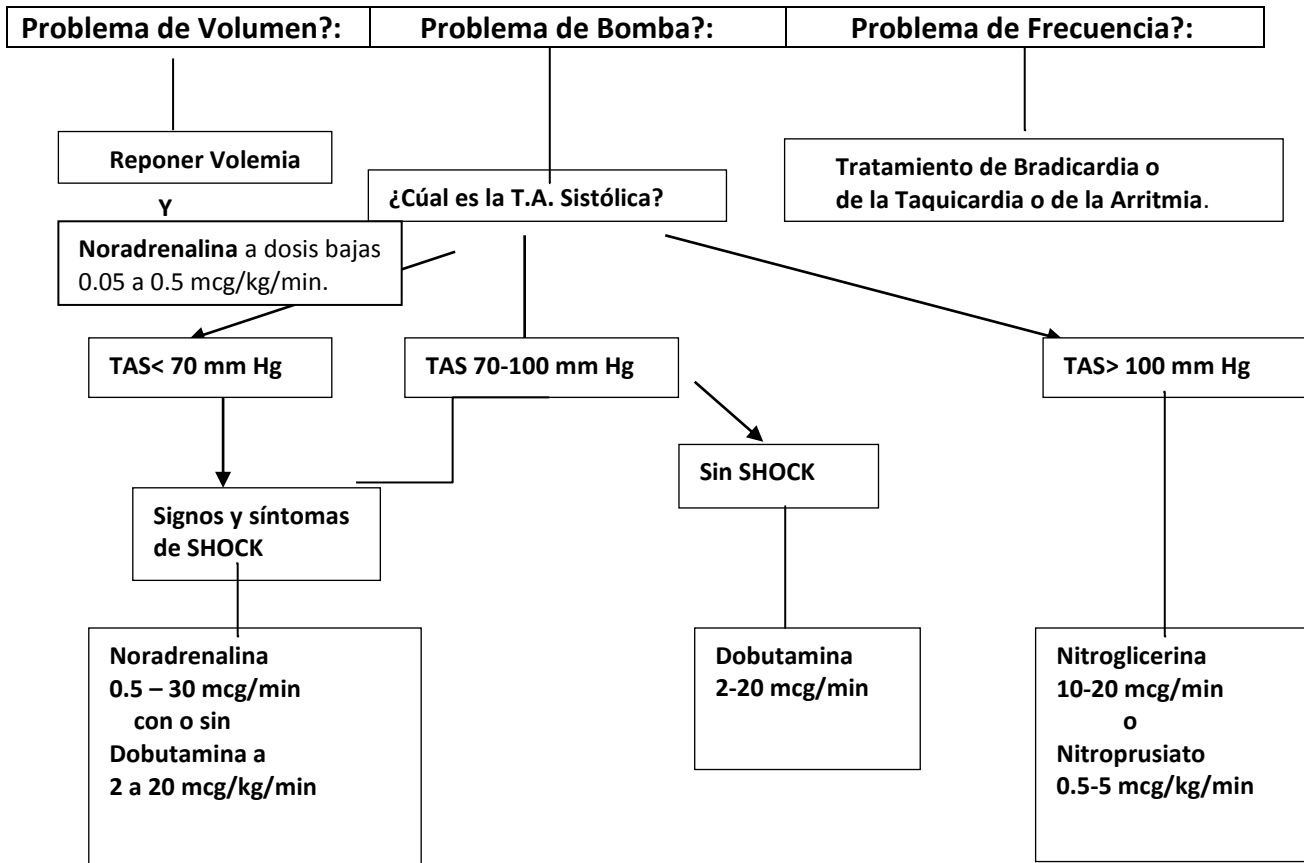 Problema de Volumen?:
Problema de Bomba?:
Problema de Frecuencia?:
Reponer Volemia
Y
Noradrenalina a dosis bajas
0.05 a 0.5 mcg/kg/min.
¿Cúal es la T.A. Sistólica?
Tratamiento de Bradicardia o
de la Taquicardia o de la Arritmia.
TAS< 70 mm Hg
TAS 70-100 mm Hg
TAS> 100 mm Hg
Signos y síntomas
de SHOCK
Sin SHOCK
Noradrenalina
0.5 – 30 mcg/min
con o sin
Dobutamina a
2 a 20 mcg/kg/min
Dobutamina
2-20 mcg/min
Nitroglicerina
10-20 mcg/min
o
Nitroprusiato
0.5-5 mcg/kg/min